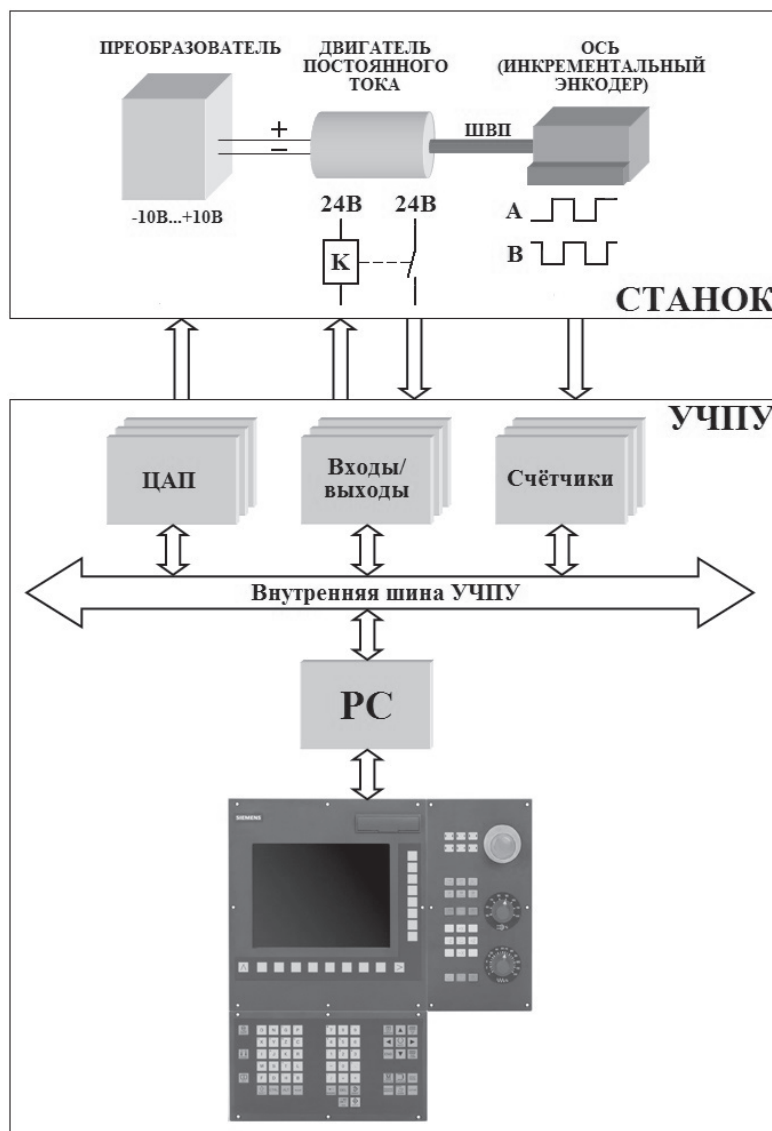 ПРЕОБРАЗОВАТЕЛЬ
ДВИГАТЕЛЬ
ПОСТОЯННОГО
ТОКА
ОСЬ
(ИНКРЕМЕНТАЛЬНЫЙ
ЭНКОДЕР)
+
−
ШВП
-10В...+10В
24В
24В
К
А
В
СТАНОК
УЧПУ
ЦАП
Входы/
выходы
Счётчики
Внутренняя шина УЧПУ
PC
SIEMENS